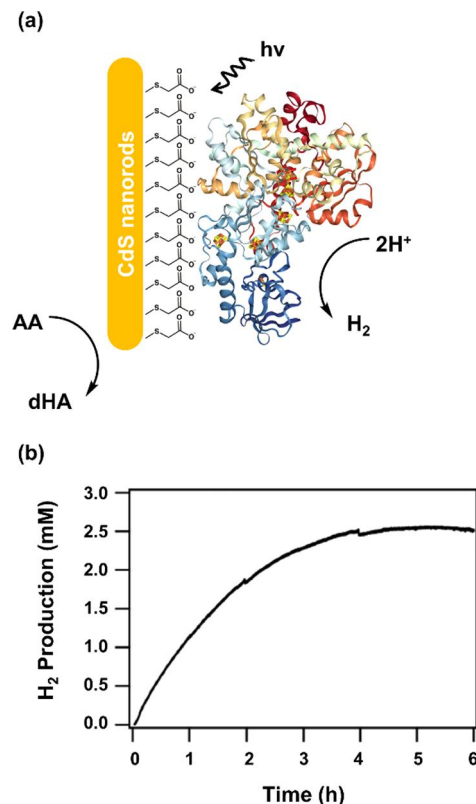 (a)
hν
CdS nanorods
S O O⁻
S O O⁻
S O O⁻
S O O⁻
S O O⁻
S O O⁻
S O O⁻
S O O⁻
S O O⁻
S O O⁻
S O O⁻
2H⁺
H₂
AA
dHA
(b)
H₂ Production (mM)
3.0
2.5
2.0
1.5
1.0
0.5
0.0
0 1 2 3 4 5 6
Time (h)